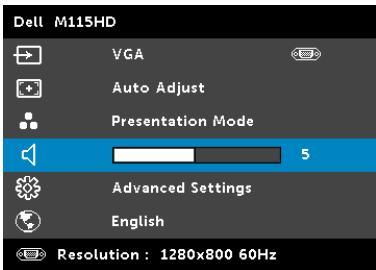 Dell M115HD
VGA
Auto Adjust
Presentation Mode
5
Advanced Settings
English
Resolution : 1280x800 60Hz